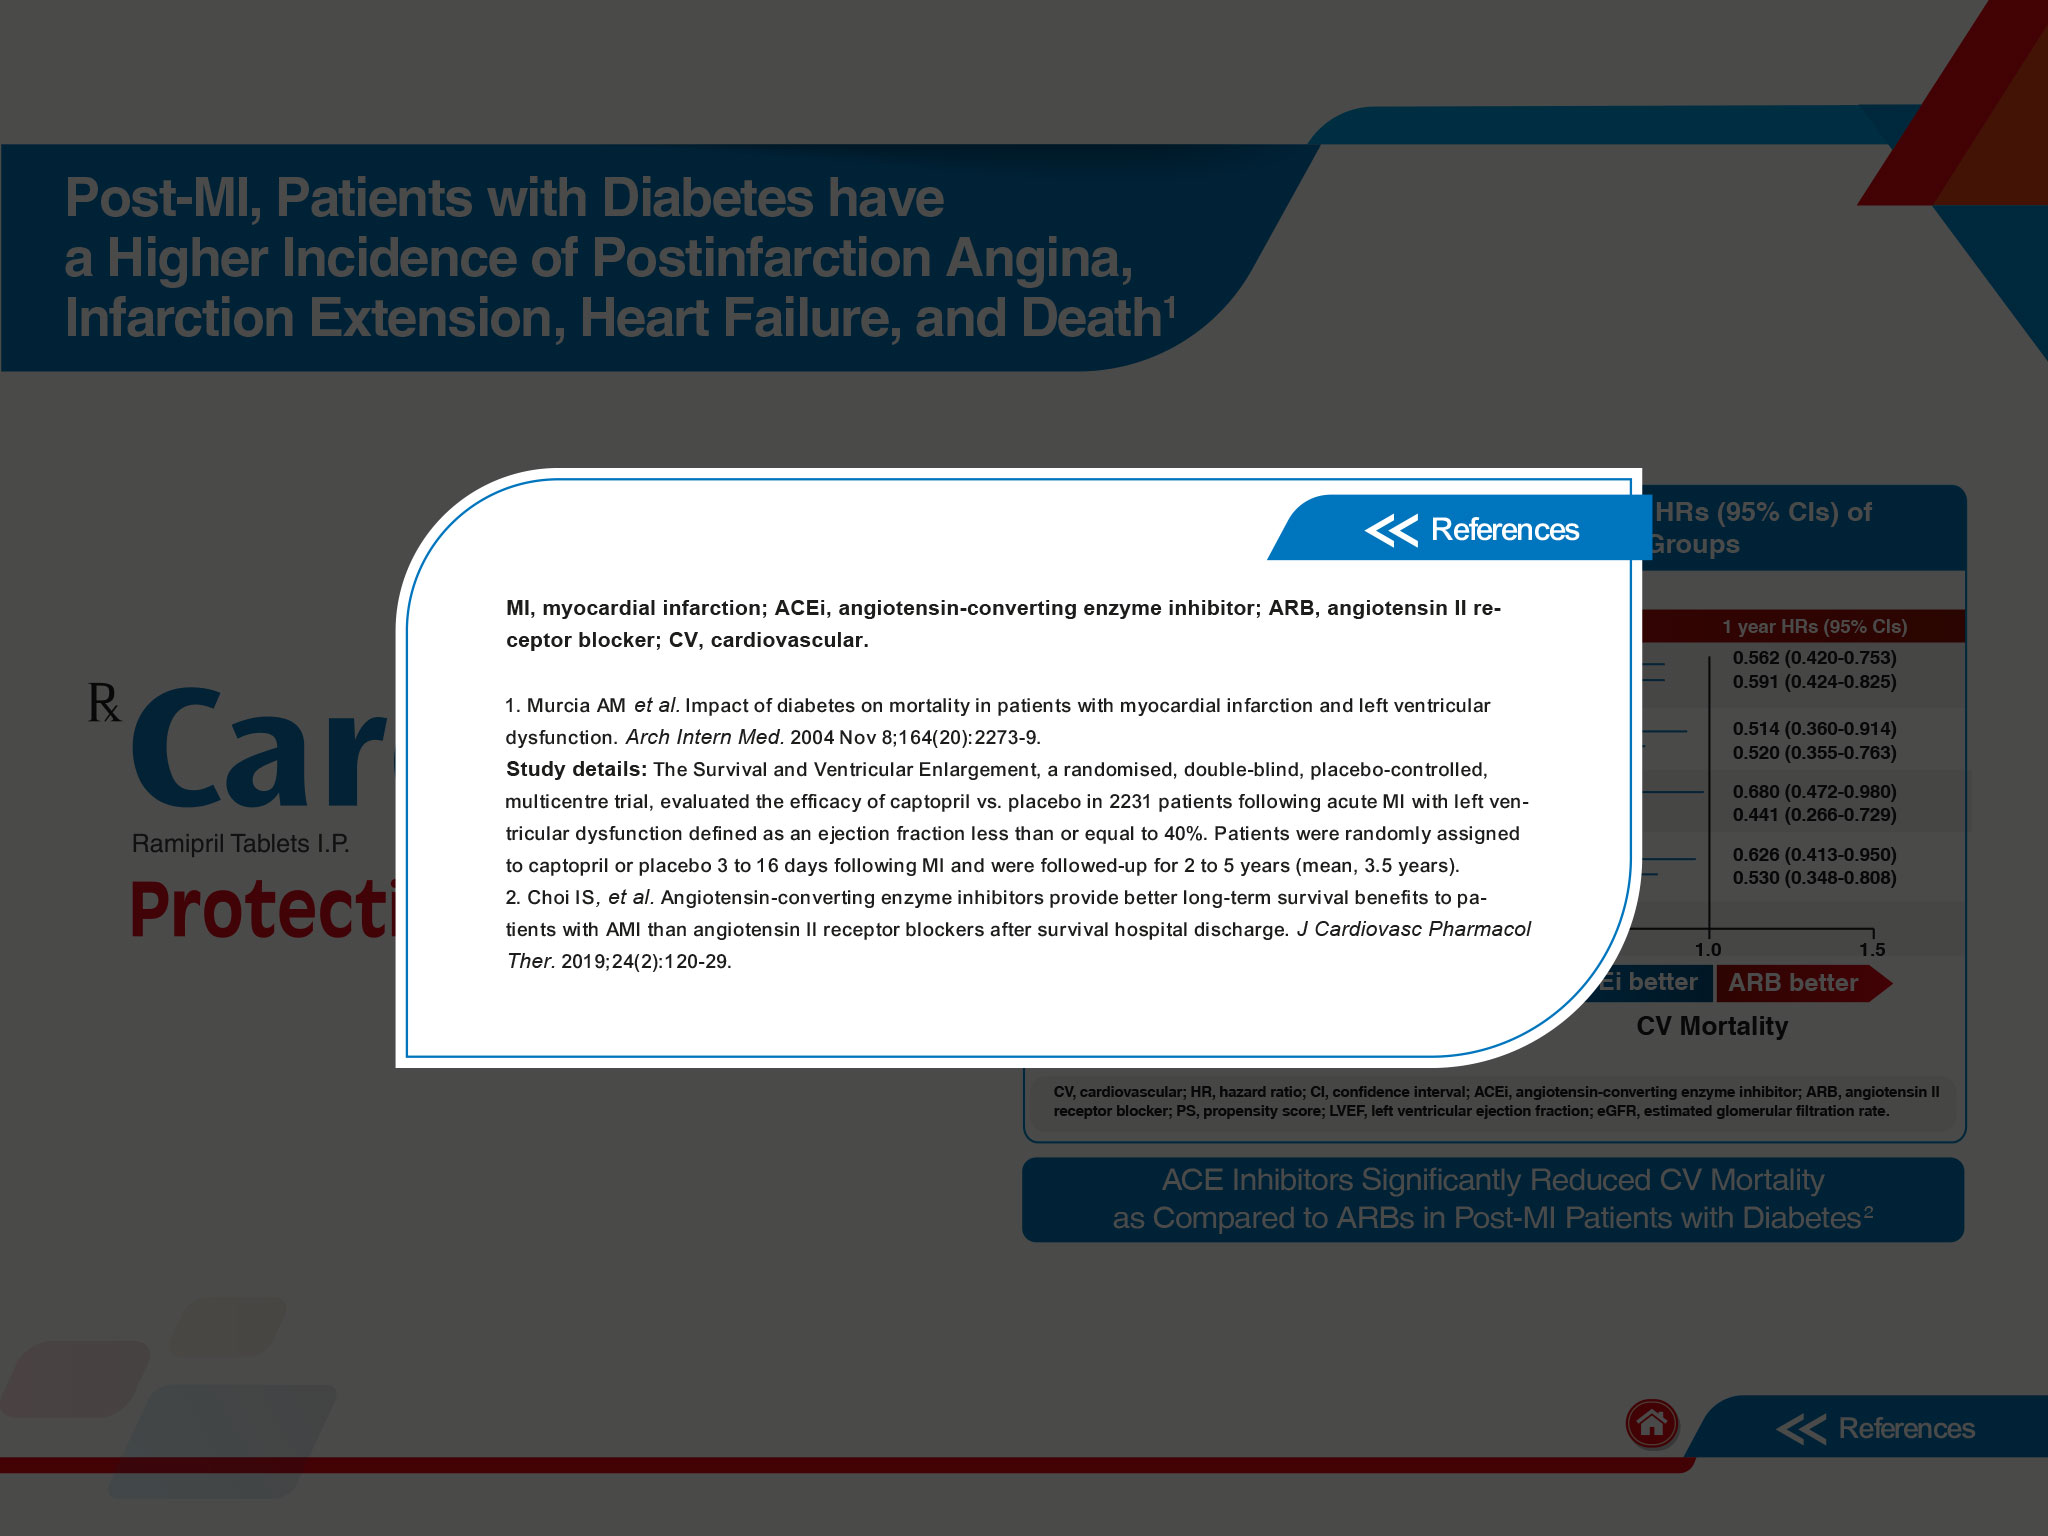 Post-MI, Patients with Diabetes have
a Higher Incidence of Postinfarction Angina,
Infarction Extension, Heart Failure, and Death¹
References
MI, myocardial infarction; ACEi, angiotensin-converting enzyme inhibitor; ARB, angiotensin II re-
ceptor blocker; CV, cardiovascular.
1. Murcia AM et al. Impact of diabetes on mortality in patients with myocardial infarction and left ventricular
dysfunction. Arch Intern Med. 2004 Nov 8;164(20):2273-9.
Study details: The Survival and Ventricular Enlargement, a randomised, double-blind, placebo-controlled,
multicentre trial, evaluated the efficacy of captopril vs. placebo in 2231 patients following acute MI with left ven-
tricular dysfunction defined as an ejection fraction less than or equal to 40%. Patients were randomly assigned
to captopril or placebo 3 to 16 days following MI and were followed-up for 2 to 5 years (mean, 3.5 years).
2. Choi IS, et al. Angiotensin-converting enzyme inhibitors provide better long-term survival benefits to pa-
tients with AMI than angiotensin II receptor blockers after survival hospital discharge. J Cardiovasc Pharmacol
Ther. 2019;24(2):120-29.
Rx
Car
Ramipril Tablets I.P.
Protecti
HRs (95% CIs) of
Groups
1 year HRs (95% CIs)
0.562 (0.420-0.753)
0.591 (0.424-0.825)
0.514 (0.360-0.914)
0.520 (0.355-0.763)
0.680 (0.472-0.980)
0.441 (0.266-0.729)
0.626 (0.413-0.950)
0.530 (0.348-0.808)
1.0 1.5
Ei better ARB better
CV Mortality
CV, cardiovascular; HR, hazard ratio; CI, confidence interval; ACEi, angiotensin-converting enzyme inhibitor; ARB, angiotensin II
receptor blocker; PS, propensity score; LVEF, left ventricular ejection fraction; eGFR, estimated glomerular filtration rate.
ACE Inhibitors Significantly Reduced CV Mortality
as Compared to ARBs in Post-MI Patients with Diabetes²
References